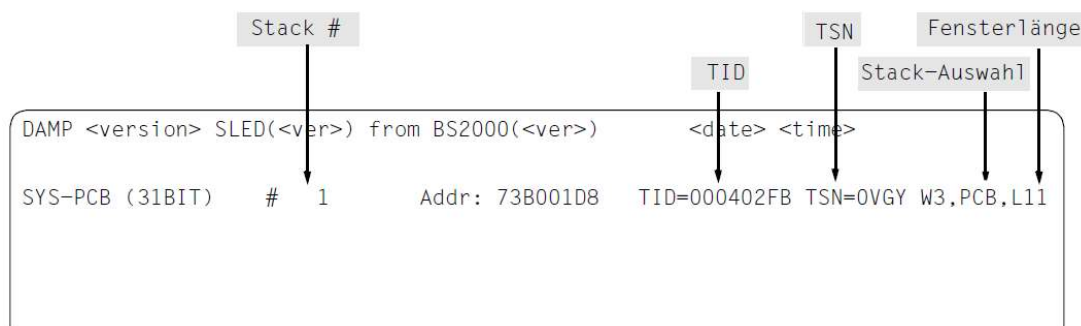 Stack # TSN Fensterlänge
TID Stack-Auswahl
DAMP <version> SLED(<ver>) from BS2000(<ver>) <date> <time>
SYS-PCB (31BIT) # 1 Addr: 73B001D8 TID=000402FB TSN=0VGY W3,PCB,L11